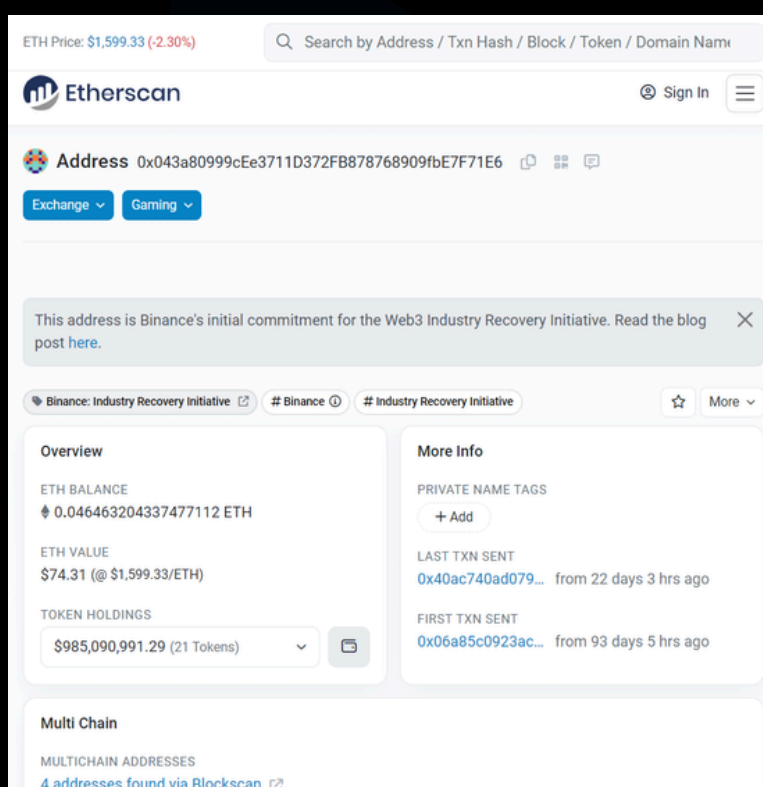 ETH Price: $1,599.33 (-2.30%)
Search by Address / Txn Hash / Block / Token / Domain Name
Etherscan
Sign In
Address 0x043a80999cEe3711D372FB878768909fbE7F71E6
Exchange
Gaming
This address is Binance's initial commitment for the Web3 Industry Recovery Initiative. Read the blog
post here.
Binance: Industry Recovery Initiative
# Binance
# Industry Recovery Initiative
More
Overview
ETH BALANCE
0.046463204337477112 ETH
ETH VALUE
$74.31 (@ $1,599.33/ETH)
TOKEN HOLDINGS
$985,090,991.29 (21 Tokens)
More Info
PRIVATE NAME TAGS
+ Add
LAST TXN SENT
0x40ac740ad079... from 22 days 3 hrs ago
FIRST TXN SENT
0x06a85c0923ac... from 93 days 5 hrs ago
Multi Chain
MULTICHAIN ADDRESSES
4 addresses found via Blockscan